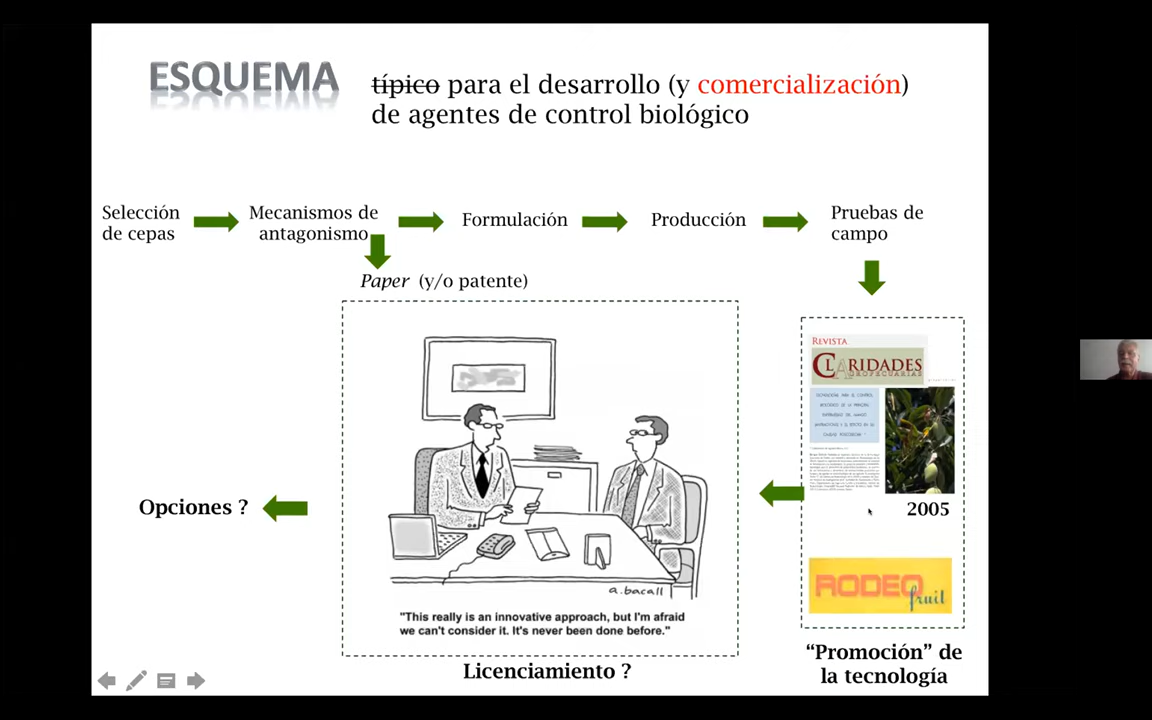 ESQUEMA
típico para el desarrollo (y comercialización)
de agentes de control biológico
Selección
de cepas
Mecanismos de
antagonismo
Formulación
Producción
Pruebas de
campo
Paper (y/o patente)
REVISTA
CLARIDADES
AGROPECUARIAS
2005
RODEO
fruit
"Promoción" de
la tecnología
a.bacall
"This really is an innovative approach, but I'm afraid
we can't consider it. It's never been done before."
Licenciamiento ?
Opciones ?